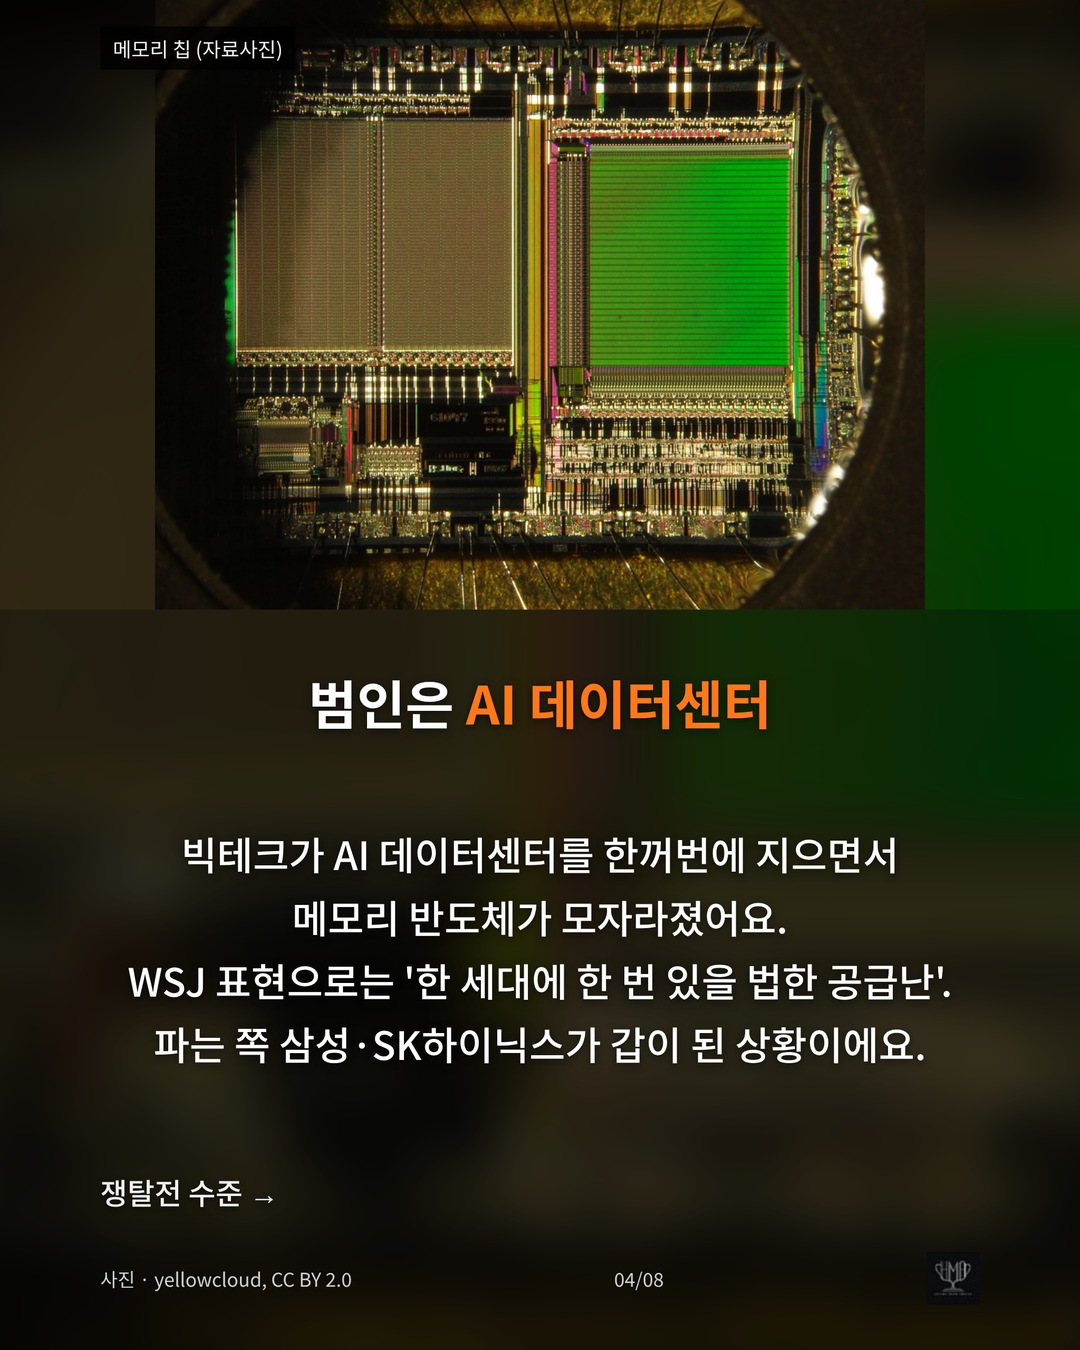 메모리 칩 (자료사진)
범인은 AI 데이터센터
빅테크가 AI 데이터센터를 한꺼번에 지으면서
메모리 반도체가 모자라졌어요.
WSJ 표현으로는 '한 세대에 한 번 있을 법한 공급난'.
파는 쪽 삼성·SK하이닉스가 갑이 된 상황이에요.
쟁탈전 수준 →
사진 · yellowcloud, CC BY 2.0
04/08